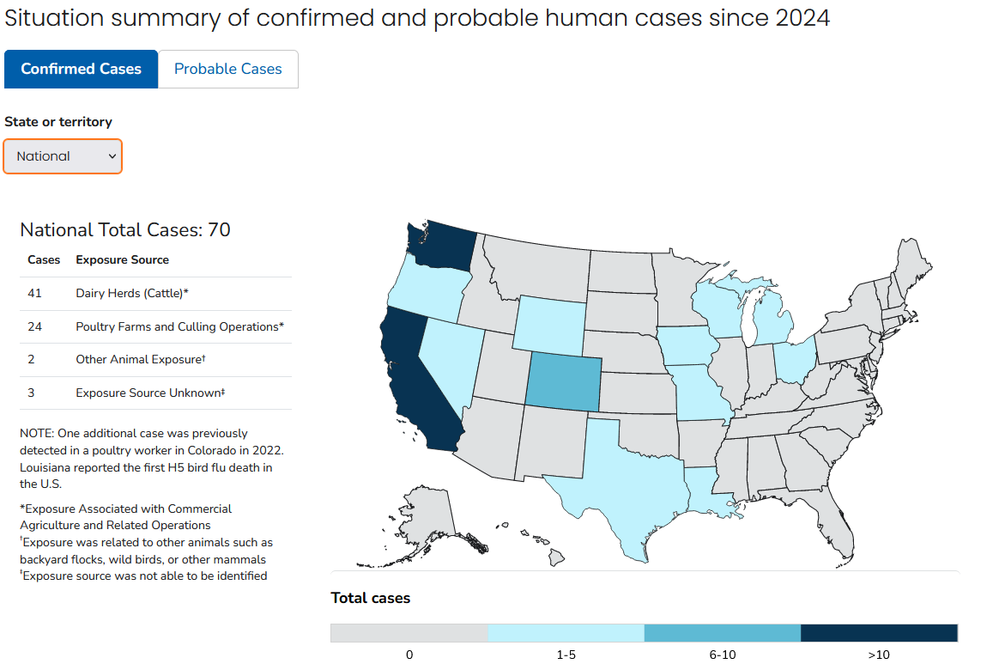 Situation summary of confirmed and probable human cases since 2024
Confirmed Cases
Probable Cases
State or territory
National
National Total Cases: 70
Cases Exposure Source
41 Dairy Herds (Cattle)*
24 Poultry Farms and Culling Operations*
2 Other Animal Exposure†
3 Exposure Source Unknown‡
NOTE: One additional case was previously
detected in a poultry worker in Colorado in 2022.
Louisiana reported the first H5 bird flu death in
the U.S.
*Exposure Associated with Commercial
Agriculture and Related Operations
†Exposure was related to other animals such as
backyard flocks, wild birds, or other mammals
‡Exposure source was not able to be identified
Total cases
0 1-5 6-10 >10